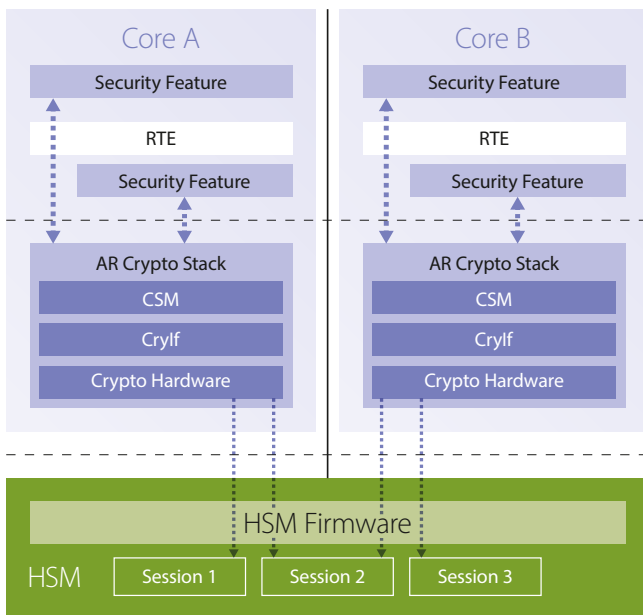 Core A
Security Feature
RTE
Security Feature
AR Crypto Stack
CSM
CryIf
Crypto Hardware
Core B
Security Feature
RTE
Security Feature
AR Crypto Stack
CSM
CryIf
Crypto Hardware
HSM Firmware
HSM
Session 1
Session 2
Session 3